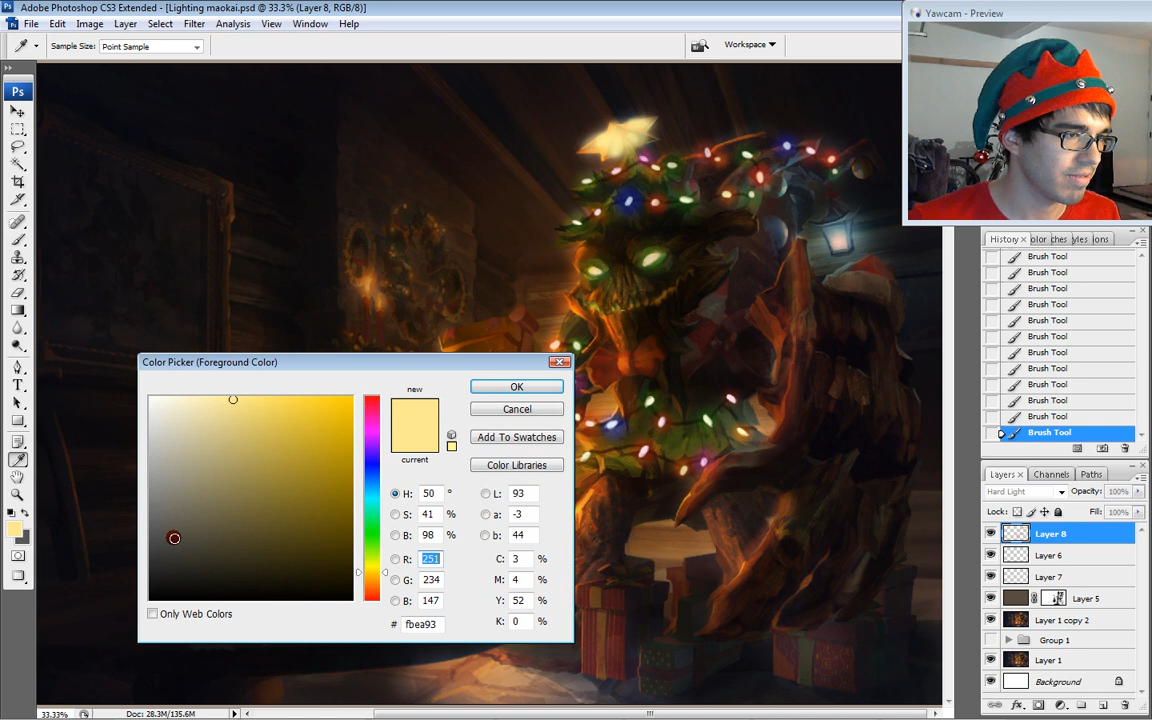 Adobe Photoshop CS3 Extended - [Lighting maokai.psd @ 33.3% (Layer 8, RGB/8)]
Yawcam - Preview
File Edit Image Layer Select Filter Analysis View Window Help
Sample Size: Point Sample
Workspace
Ps
Color Picker (Foreground Color)
new
current
OK
Cancel
Add To Swatches
Color Libraries
H: 50 °
S: 41 %
B: 98 %
R: 251
G: 234
B: 147
# fbea93
L: 93
a: -3
b: 44
C: 3 %
M: 4 %
Y: 52 %
K: 0 %
Only Web Colors
History x olor ches yles ions
Brush Tool
Brush Tool
Brush Tool
Brush Tool
Brush Tool
Brush Tool
Brush Tool
Brush Tool
Brush Tool
Brush Tool
Brush Tool
Brush Tool
Layers x Channels Paths
Hard Light Opacity: 100%
Lock: Fill: 100%
Layer 8
Layer 6
Layer 7
Layer 5
Layer 1 copy 2
Group 1
Layer 1
Background
33.33% Doc: 28.3M/135.6M